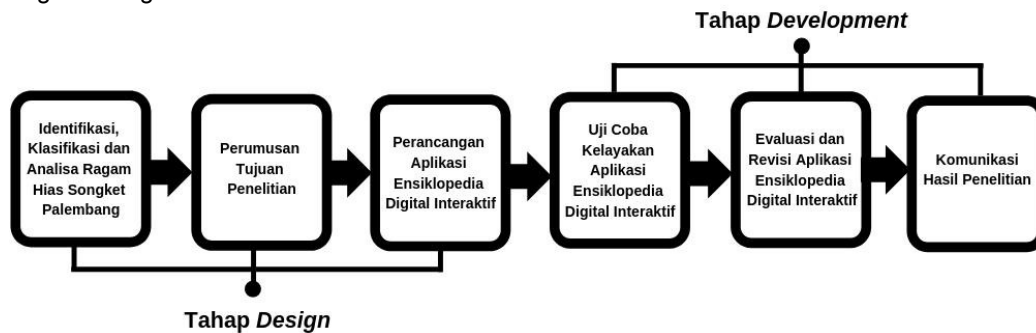 Tahap Development
Identifikasi,
Klasifikasi dan
Analisa Ragam
Hias Songket
Palembang
Perumusan
Tujuan
Penelitian
Perancangan
Aplikasi
Ensiklopedia
Digital Interaktif
Uji Coba
Kelayakan
Aplikasi
Ensiklopedia
Digital Interaktif
Evaluasi dan
Revisi Aplikasi
Ensiklopedia
Digital Interaktif
Komunikasi
Hasil Penelitian
Tahap Design